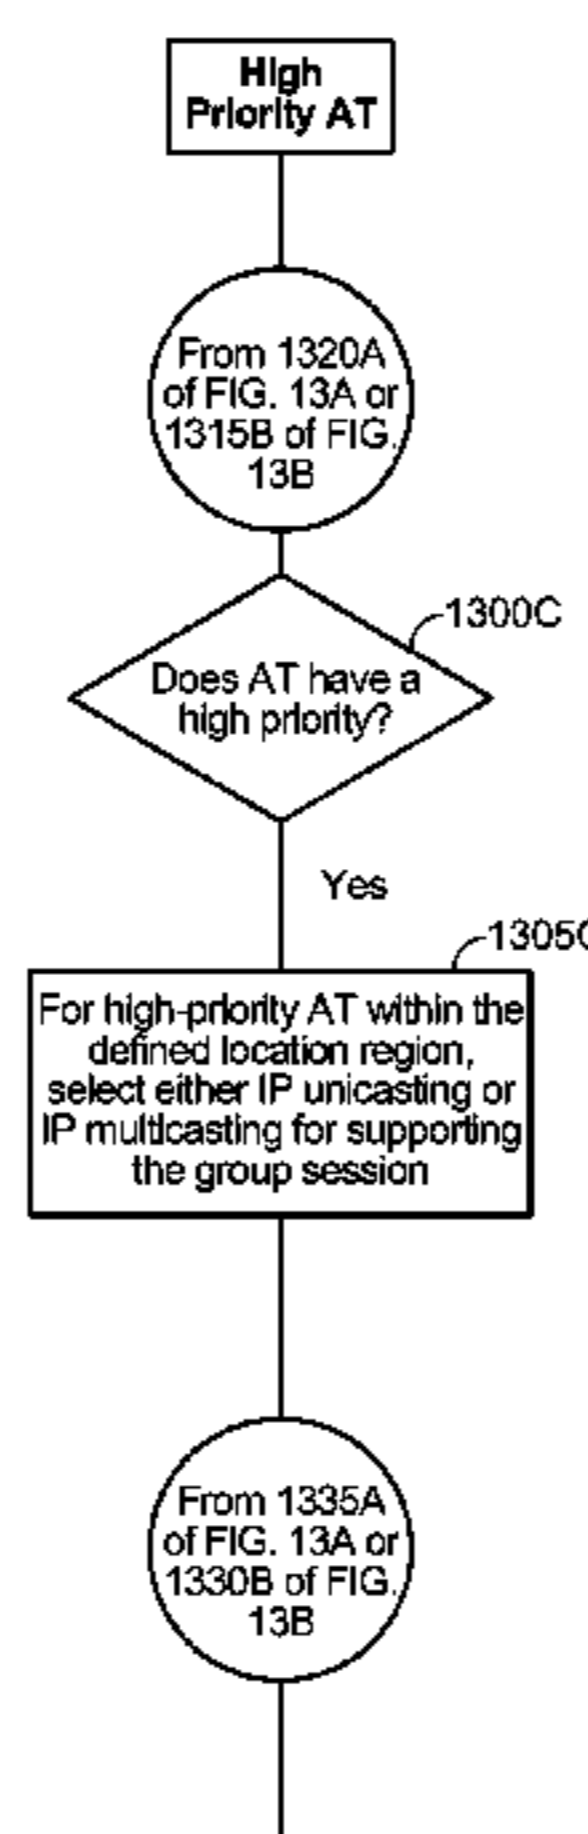 High
Priority AT
From 1320A
of FIG. 13A or
1315B of FIG.
13B
1300C
Does AT have a
high priority?
Yes
1305C
For high-priority AT within the
defined location region,
select either IP unicasting or
IP multicasting for supporting
the group session
From 1335A
of FIG. 13A or
1330B of FIG.
13B